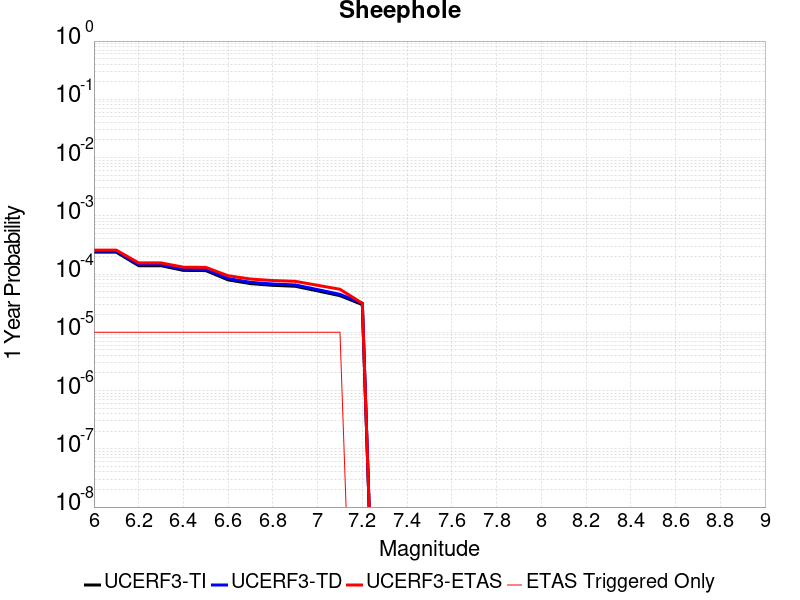 Sheephole
10 0
10 -1
10 -2
10 -3
10 -4
10 -5
10 -6
10 -7
10 -8
1 Year Probability
6 6.2 6.4 6.6 6.8 7 7.2 7.4 7.6 7.8 8 8.2 8.4 8.6 8.8 9
Magnitude
UCERF3-TI UCERF3-TD UCERF3-ETAS ETAS Triggered Only